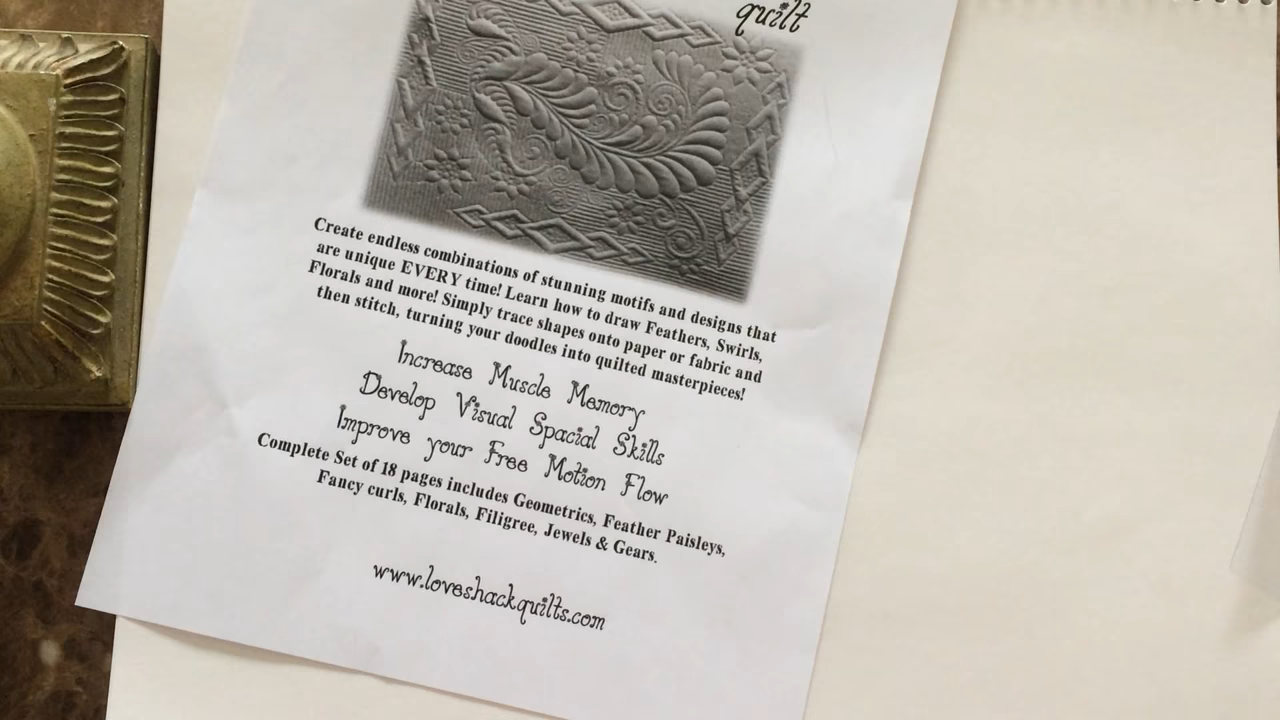 quilt
Create endless combinations of stunning motifs and designs that
are unique EVERY time! Learn how to draw Feathers, Swirls,
Florals and more! Simply trace shapes onto paper or fabric and
then stitch, turning your doodles into quilted masterpieces!
Increase Muscle Memory
Develop Visual Spacial Skills
Improve your Free Motion Flow
Complete Set of 18 pages includes Geometrics, Feather Paisleys,
Fancy curls, Florals, Filigree, Jewels & Gears.
www.loveshackquilts.com